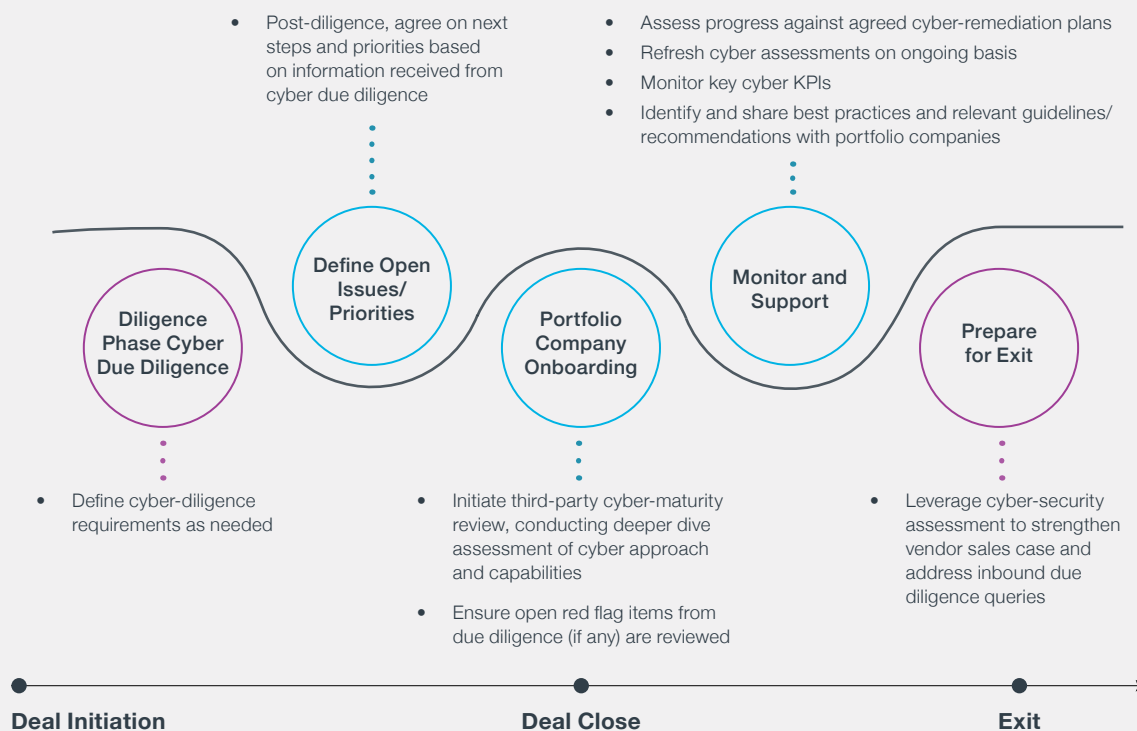 • Post-diligence, agree on next
steps and priorities based
on information received from
cyber due diligence
• Assess progress against agreed cyber-remediation plans
• Refresh cyber assessments on ongoing basis
• Monitor key cyber KPIs
• Identify and share best practices and relevant guidelines/
recommendations with portfolio companies
Diligence
Phase Cyber
Due Diligence
Define Open
Issues/
Priorities
Portfolio
Company
Onboarding
Monitor and
Support
Prepare
for Exit
• Define cyber-diligence
requirements as needed
• Initiate third-party cyber-maturity
review, conducting deeper dive
assessment of cyber approach
and capabilities
• Ensure open red flag items from
due diligence (if any) are reviewed
• Leverage cyber-security
assessment to strengthen
vendor sales case and
address inbound due
diligence queries
Deal Initiation
Deal Close
Exit